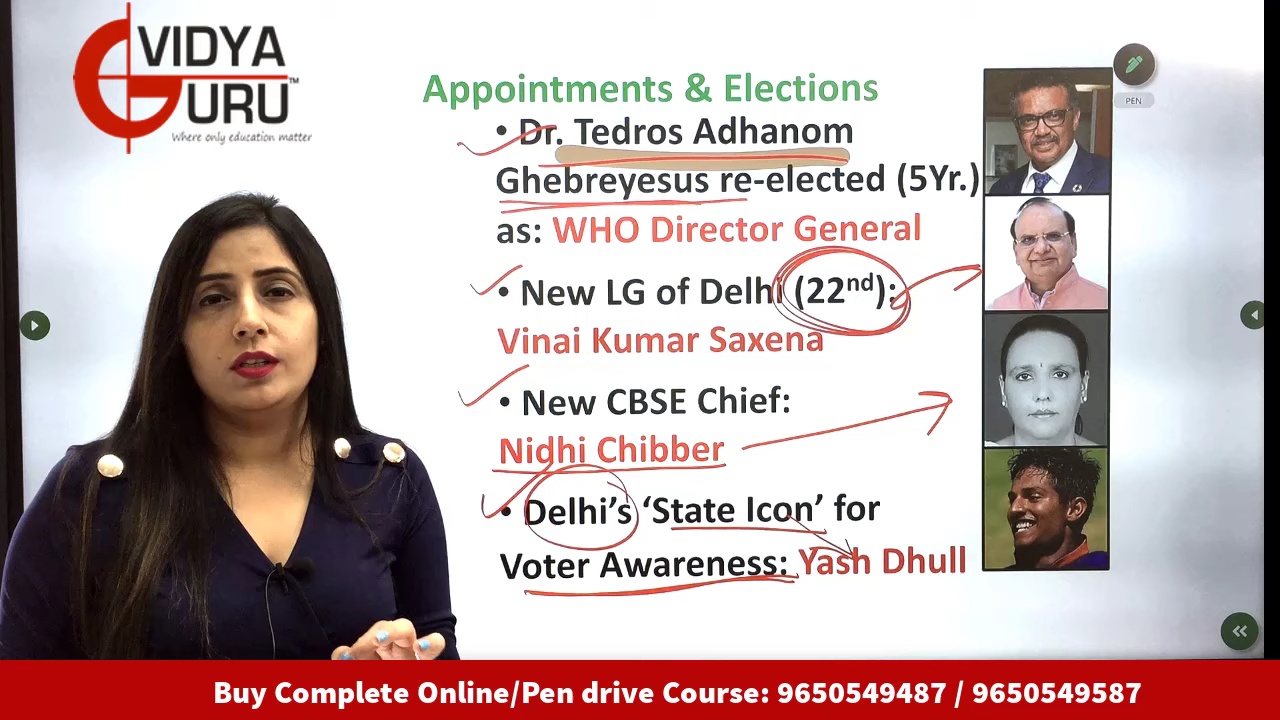 VIDYA
GURU™
Where only education matter
Appointments & Elections
PEN
• Dr. Tedros Adhanom
Ghebreyesus re-elected (5Yr.)
as: WHO Director General
• New LG of Delhi (22nd):
Vinai Kumar Saxena
• New CBSE Chief:
Nidhi Chibber
• Delhi's ‘State Icon’ for
Voter Awareness: Yash Dhull
Buy Complete Online/Pen drive Course: 9650549487 / 9650549587